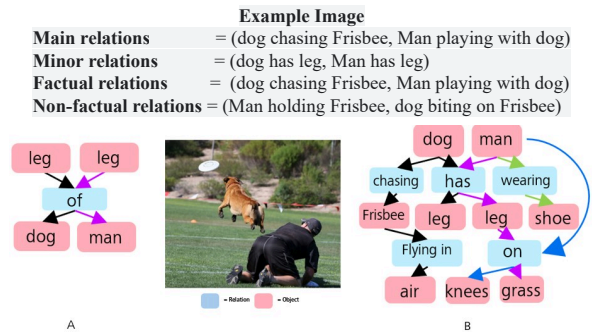 Example Image
Main relations = (dog chasing Frisbee, Man playing with dog)
Minor relations = (dog has leg, Man has leg)
Factual relations = (dog chasing Frisbee, Man playing with dog)
Non-factual relations = (Man holding Frisbee, dog biting on Frisbee)
leg leg
of
dog man
A
= Relation = Object
dog man
chasing has wearing
Frisbee leg leg shoe
Flying in on
air knees grass
B